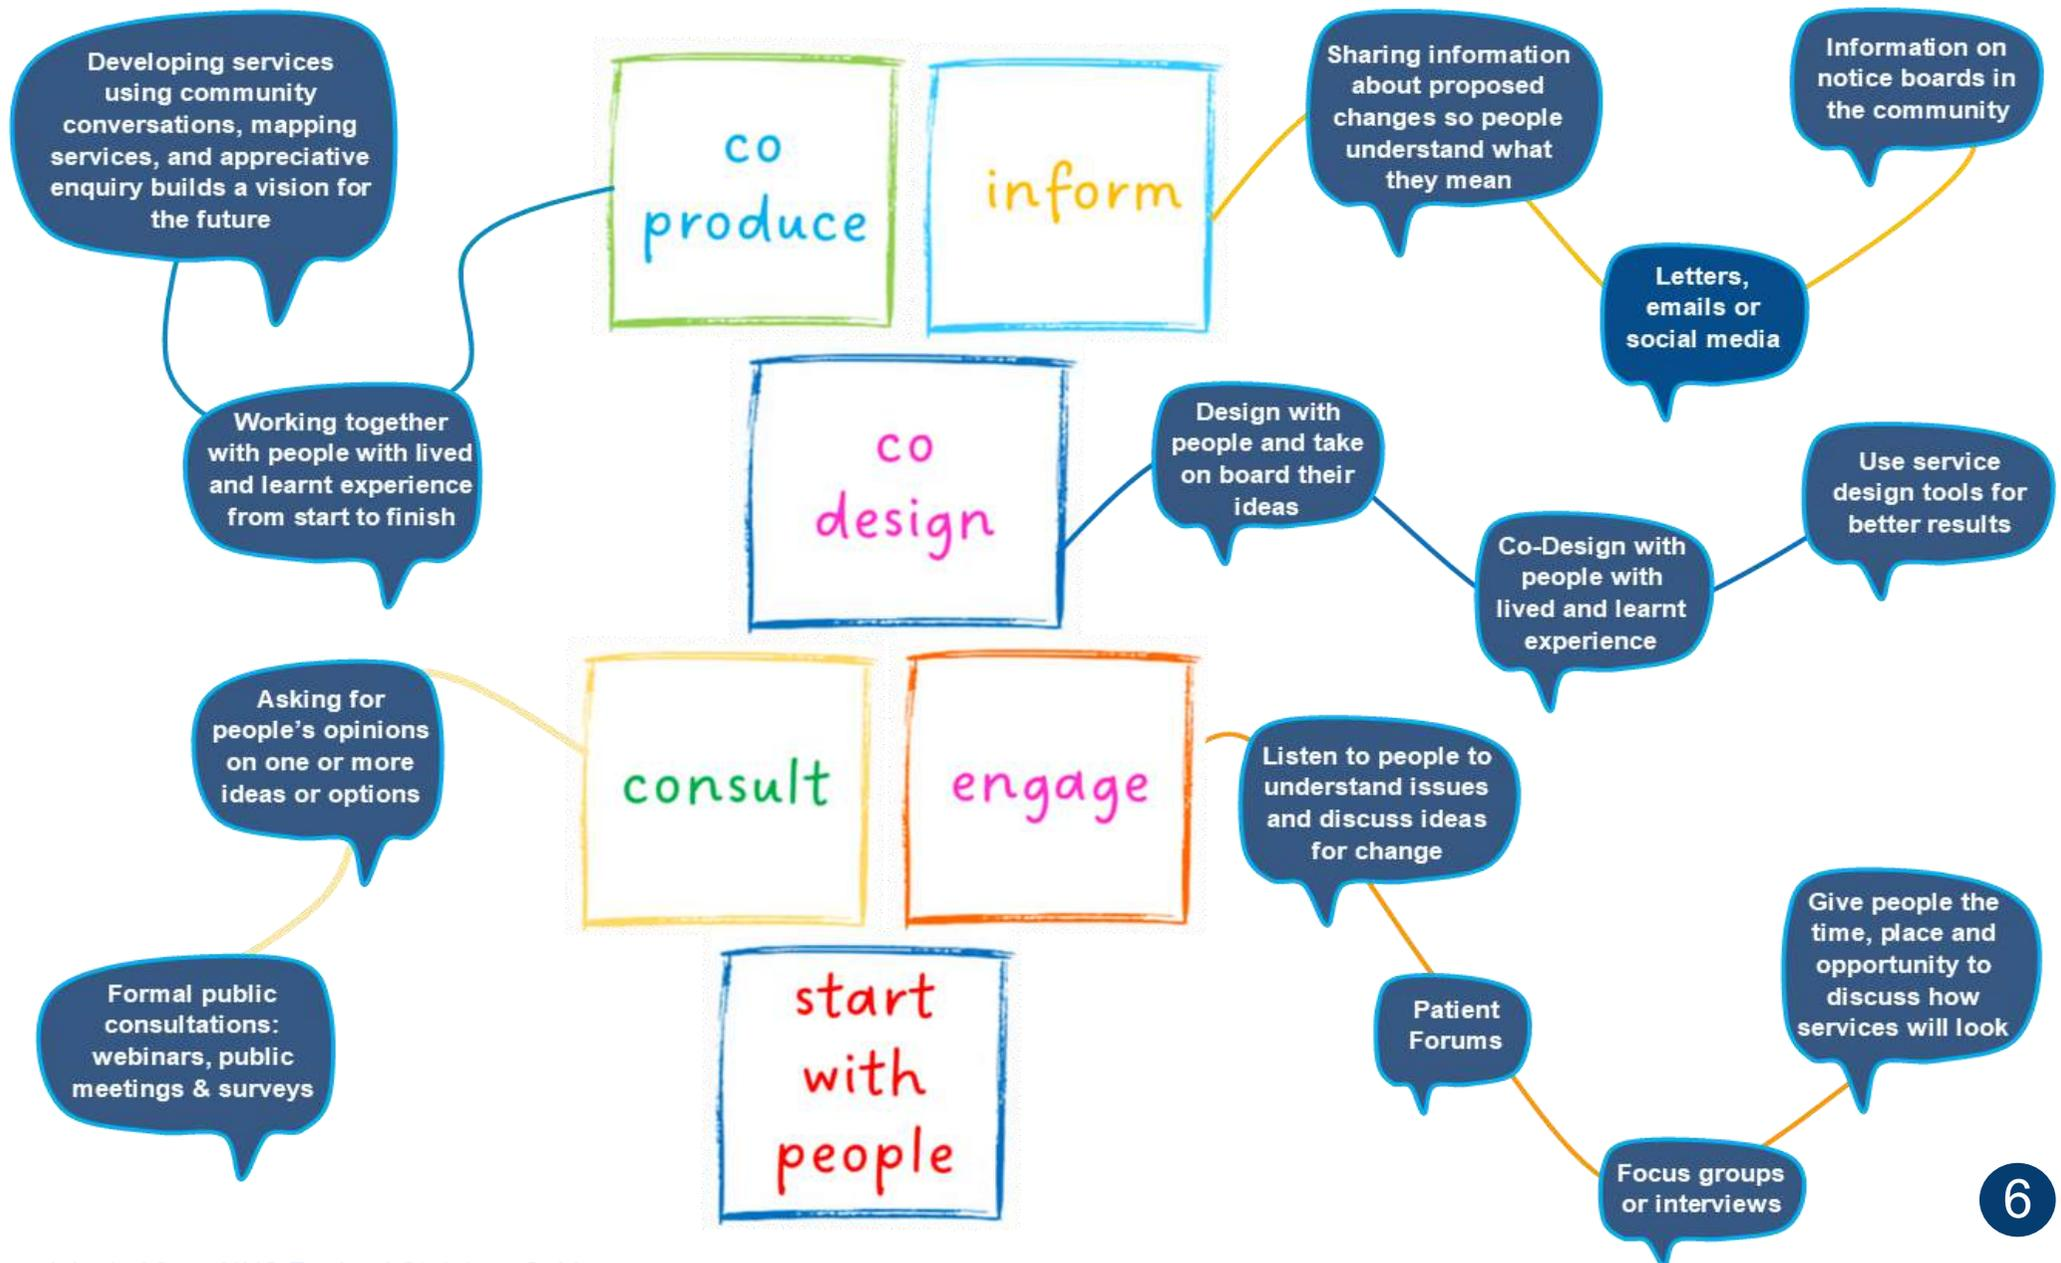 Developing services
using community
conversations, mapping
services, and appreciative
enquiry builds a vision for
the future
Working together
with people with lived
and learnt experience
from start to finish
co
produce
inform
Sharing information
about proposed
changes so people
understand what
they mean
Letters,
emails or
social media
Information on
notice boards in
the community
co
design
Design with
people and take
on board their
ideas
Co-Design with
people with
lived and learnt
experience
Use service
design tools for
better results
Asking for
people’s opinions
on one or more
ideas or options
Formal public
consultations:
webinars, public
meetings & surveys
consult
engage
Listen to people to
understand issues
and discuss ideas
for change
Patient
Forums
Focus groups
or interviews
Give people the
time, place and
opportunity to
discuss how
services will look
start
with
people
6